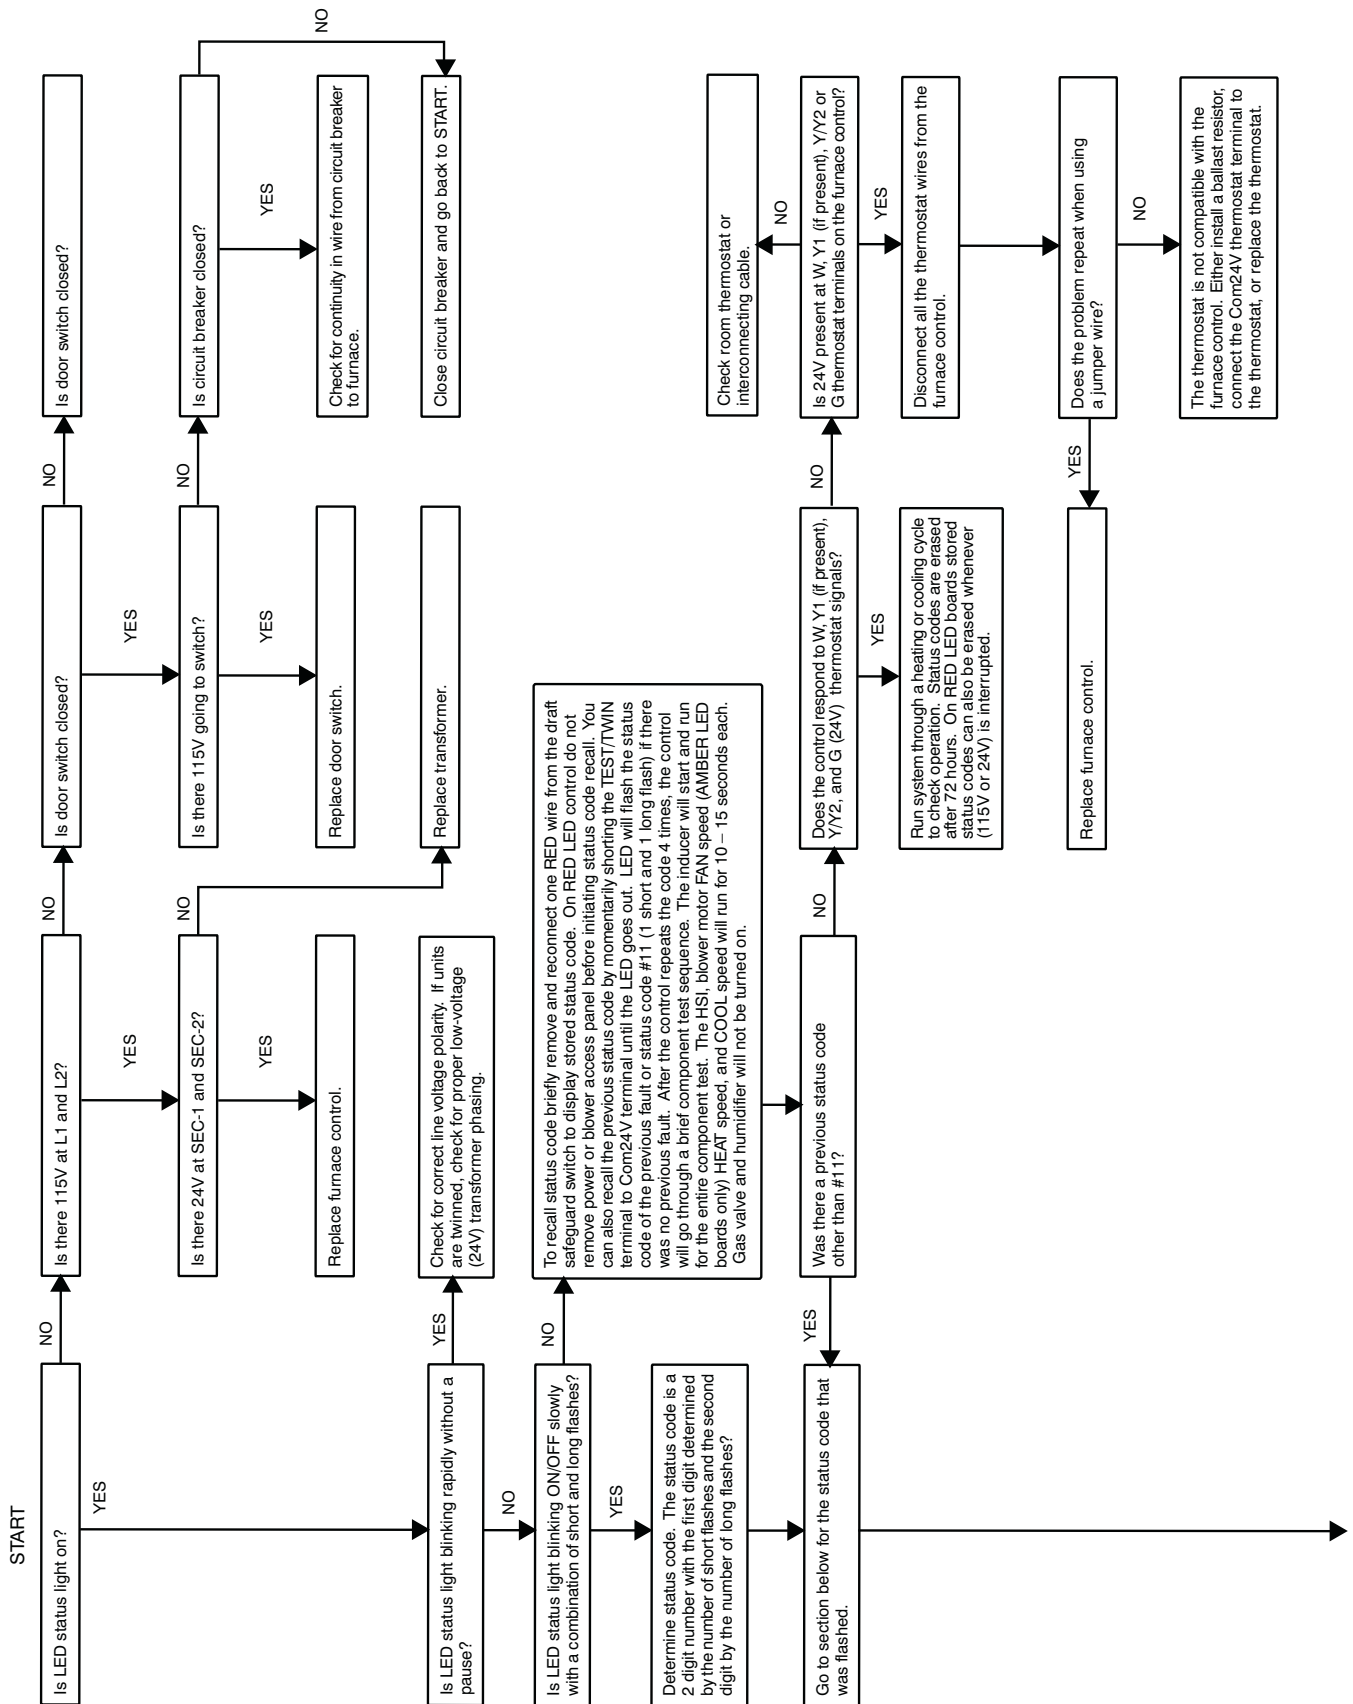 START
Is LED status light on?
NO
YES
Is there 115V at L1 and L2?
NO
YES
Is door switch closed?
NO
YES
Is door switch closed?
Is there 24V at SEC-1 and SEC-2?
NO
YES
Is there 115V going to switch?
NO
YES
Is circuit breaker closed?
NO
YES
Replace furnace control.
Replace door switch.
Check for continuity in wire from circuit breaker
to furnace.
Is LED status light blinking rapidly without a
pause?
YES
NO
Check for correct line voltage polarity. If units
are twinned, check for proper low-voltage
(24V) transformer phasing.
Replace transformer.
Close circuit breaker and go back to START.
Is LED status light blinking ON/OFF slowly
with a combination of short and long flashes?
NO
YES
To recall status code briefly remove and reconnect one RED wire from the draft
safeguard switch to display stored status code. On RED LED control do not
remove power or blower access panel before initiating status code recall. You
can also recall the previous status code by momentarily shorting the TEST/TWIN
terminal to Com24V terminal until the LED goes out. LED will flash the status
code of the previous fault or status code #11 (1 short and 1 long flash) if there
was no previous fault. After the control repeats the code 4 times, the control
will go through a brief component test sequence. The inducer will start and run
for the entire component test. The HSI, blower motor FAN speed (AMBER LED
boards only) HEAT speed, and COOL speed will run for 10 – 15 seconds each.
Gas valve and humidifier will not be turned on.
Determine status code. The status code is a
2 digit number with the first digit determined
by the number of short flashes and the second
digit by the number of long flashes?
Check room thermostat or
interconnecting cable.
NO
Go to section below for the status code that
was flashed.
YES
Was there a previous status code
other than #11?
NO
Does the control respond to W, Y1 (if present),
Y/Y2, and G (24V) thermostat signals?
NO
YES
Is 24V present at W, Y1 (if present), Y/Y2 or
G thermostat terminals on the furnace control?
YES
Run system through a heating or cooling cycle
to check operation. Status codes are erased
after 72 hours. On RED LED boards stored
status codes can also be erased whenever
(115V or 24V) is interrupted.
Disconnect all the thermostat wires from the
furnace control.
Replace furnace control.
YES
Does the problem repeat when using
a jumper wire?
NO
The thermostat is not compatible with the
furnace control. Either install a ballast resistor,
connect the Com24V thermostat terminal to
the thermostat, or replace the thermostat.